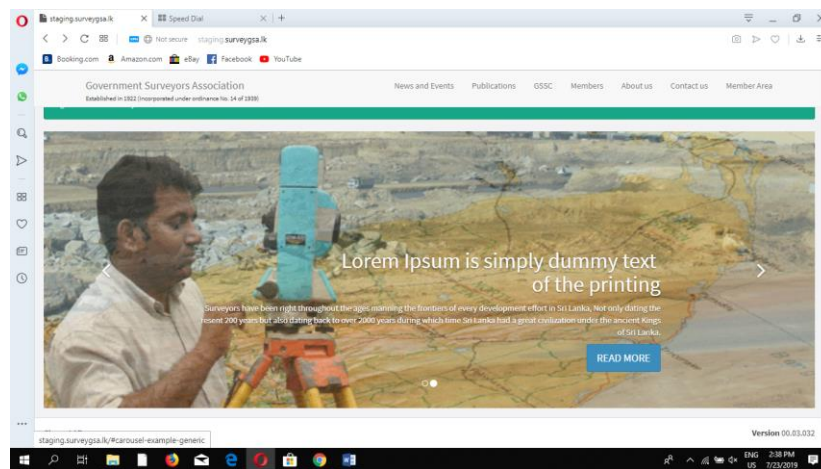 staging.surveygsa.lk
Speed Dial
Not secure staging.surveygsa.lk
Booking.com Amazon.com eBay Facebook YouTube
Government Surveyors Association
Established in 1922 (Incorporated under ordinance No. 14 of 1939)
News and Events Publications GSSC Members About us Contact us Member Area
Lorem Ipsum is simply dummy text
of the printing
Surveyors have been right throughout the ages manning the frontiers of every development effort in Sri Lanka, Not only dating the
resent 200 years but also dating back to over 2000 years during which time Sri Lanka had a great civilization under the ancient Kings
of Sri Lanka.
READ MORE
Version 00.03.032
staging.surveygsa.lk/#carousel-example-generic
ENG 2:38 PM
US 7/23/2019